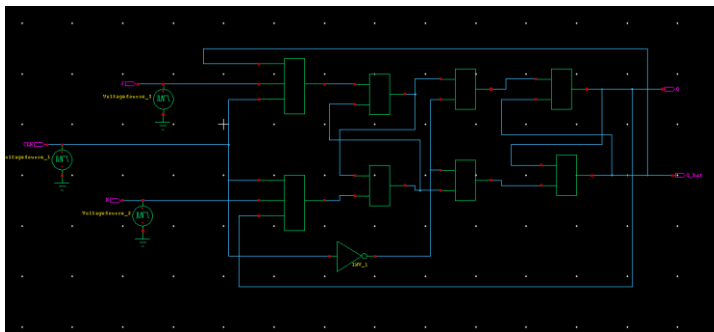 J
VoltageSource_2
CLK
VoltageSource_1
K
VoltageSource_3
INV_1
Q
Q_bar